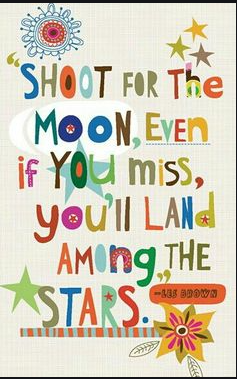 “SHOOT FOR The
MOON, EVEN
if YOU miss,
you'll LAND
AMONG THE
STARS.”
--LES BROWN